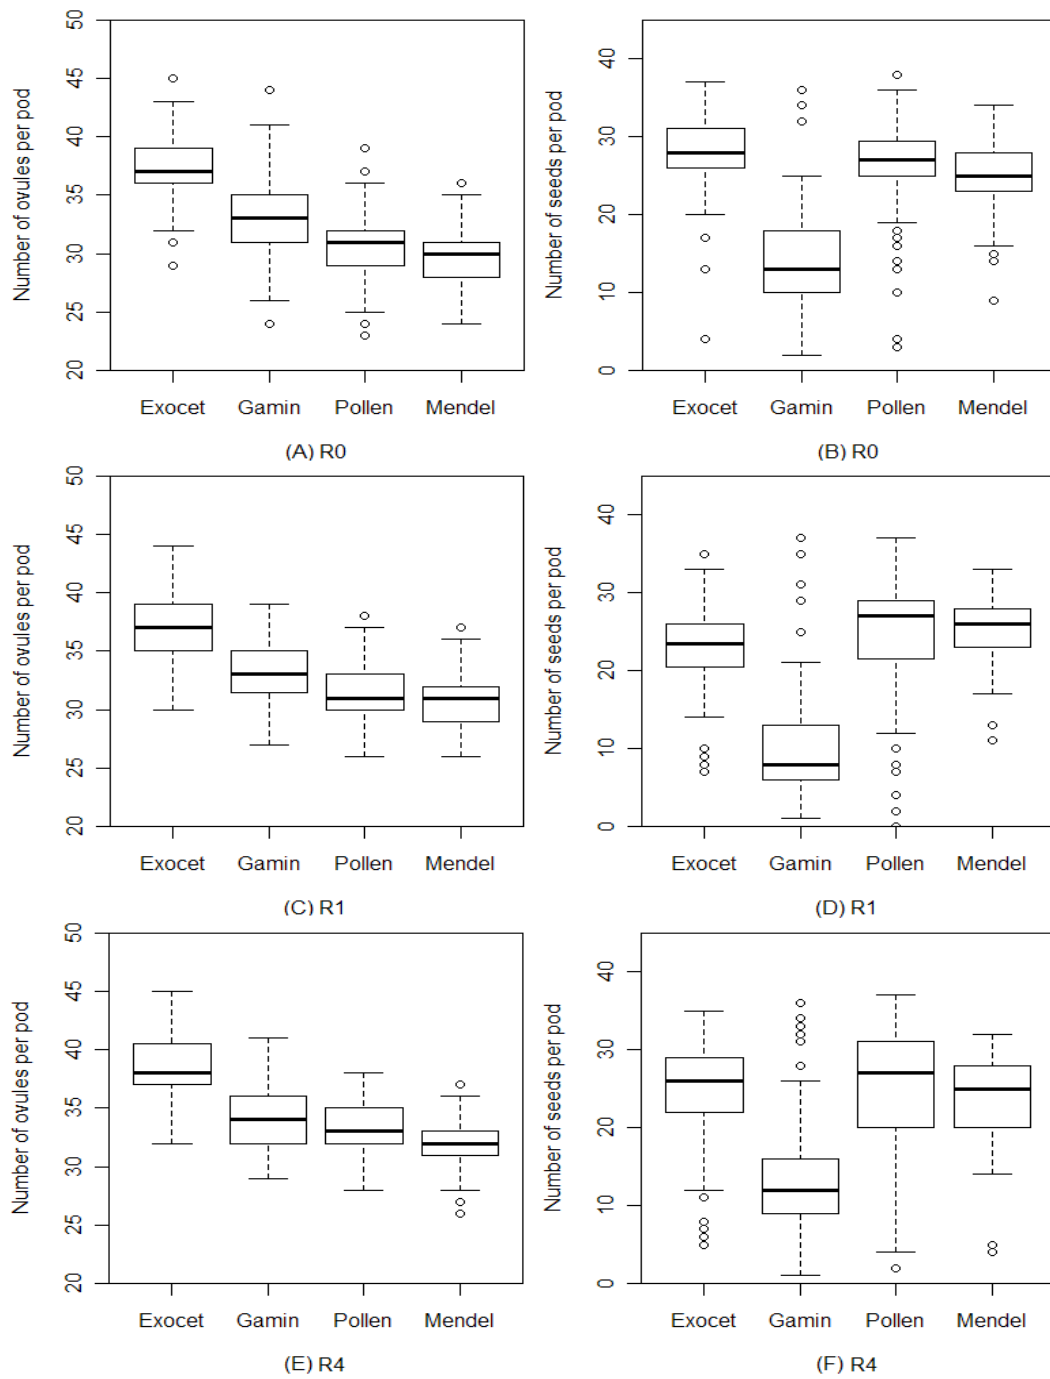 50
45
40
35
30
25
20
Number of ovules per pod
Exocet Gamin Pollen Mendel
(A) R0
40
30
20
10
0
Number of seeds per pod
Exocet Gamin Pollen Mendel
(B) R0
50
45
40
35
30
25
20
Number of ovules per pod
Exocet Gamin Pollen Mendel
(C) R1
40
30
20
10
0
Number of seeds per pod
Exocet Gamin Pollen Mendel
(D) R1
50
45
40
35
30
25
20
Number of ovules per pod
Exocet Gamin Pollen Mendel
(E) R4
40
30
20
10
0
Number of seeds per pod
Exocet Gamin Pollen Mendel
(F) R4